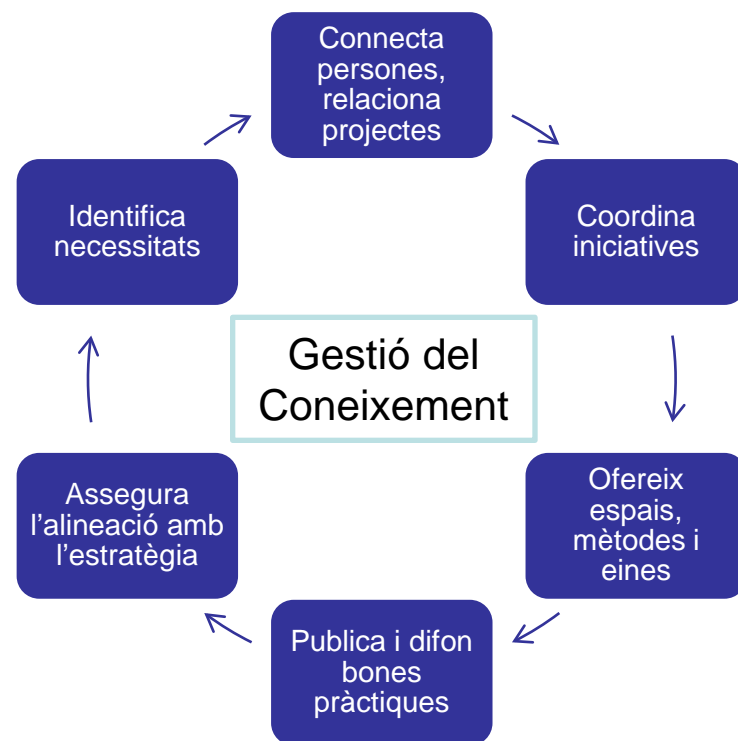 Connecta
persones,
relaciona
projectes
Coordina
iniciatives
Ofereix
espais,
mètodes i
eines
Publica i difon
bones
pràctiques
Assegura
l’alineació amb
l’estratègia
Identifica
necessitats
Gestió del
Coneixement